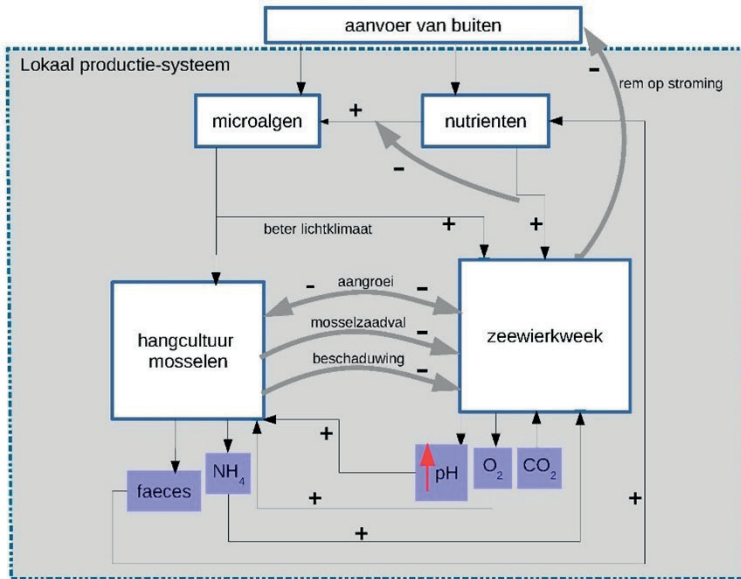 aanvoer van buiten
Lokaal productie-systeem
-
rem op stroming
microalgen
+
nutrienten
+
-
beter lichtklimaat
+
+
-
aangroei
-
hangcultuur
mosselen
mosselzaadval
-
zeewierkweek
beschaduwing
-
+
faeces
NH4
pH
O2
CO2
+
+
+